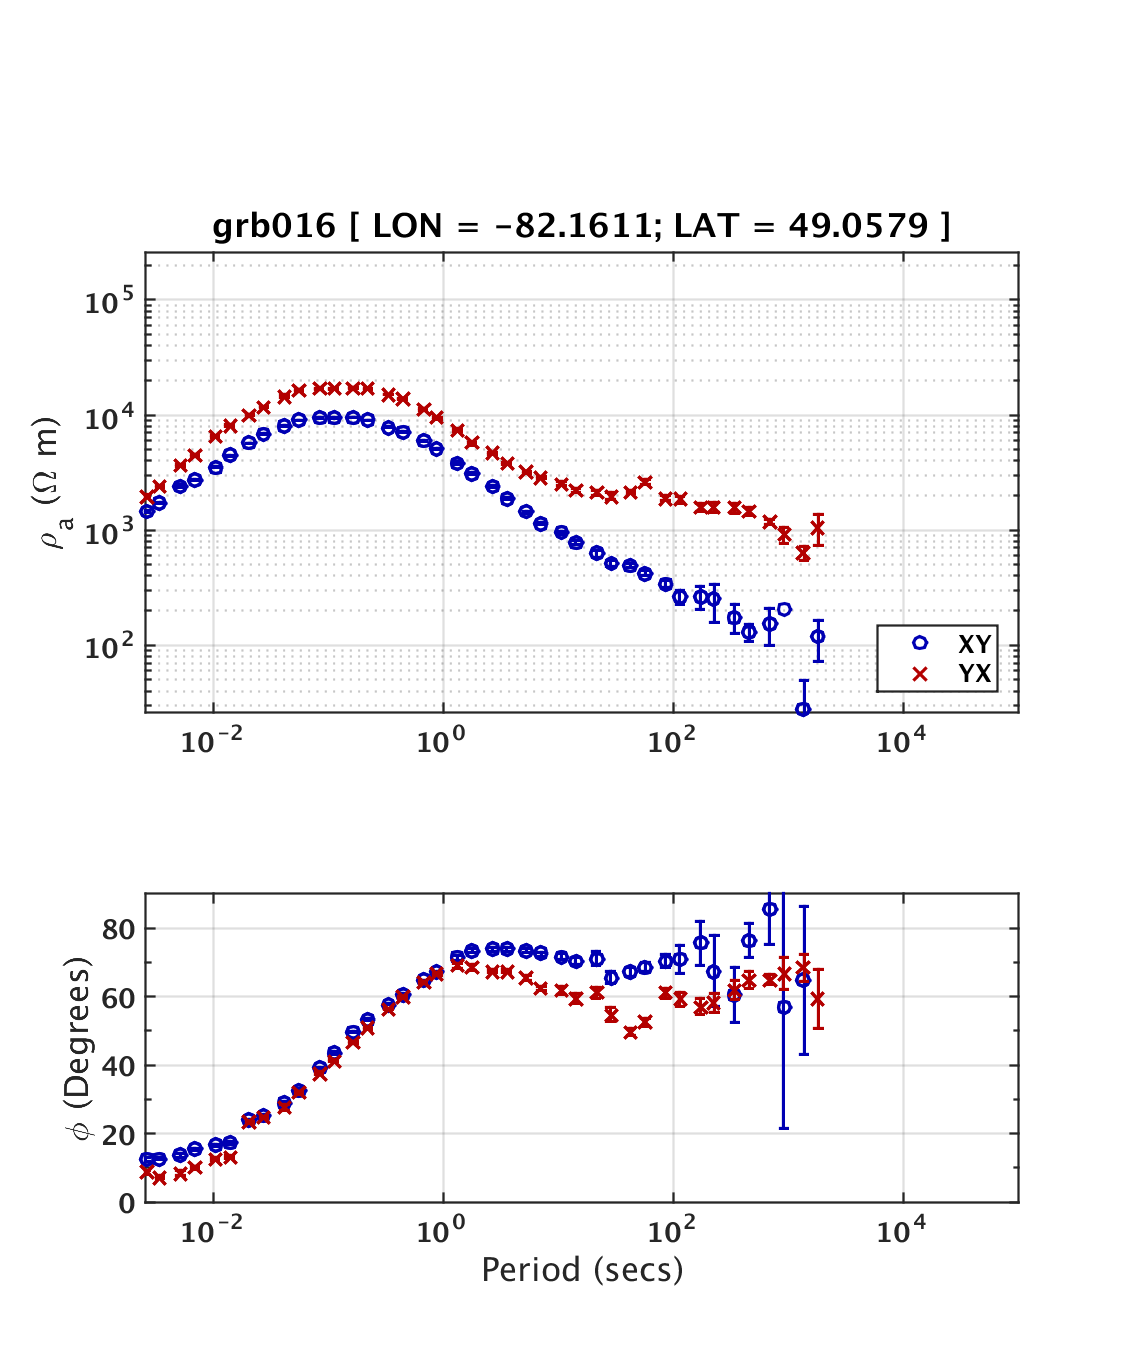 grb016 [ LON = -82.1611; LAT = 49.0579 ]
10^5
10^4
10^3
10^2
ρ_a (Ω m)
XY
YX
10^-2 10^0 10^2 10^4
80
60
40
20
0
ϕ (Degrees)
10^-2 10^0 10^2 10^4
Period (secs)